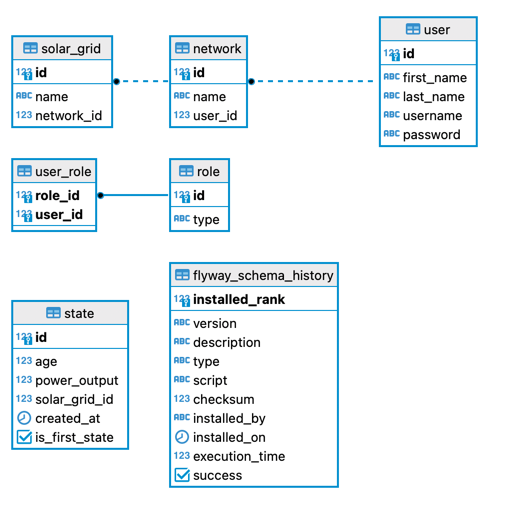 solar_grid
123 id
ABC name
123 network_id
network
123 id
ABC name
123 user_id
user
123 id
ABC first_name
ABC last_name
ABC username
ABC password
user_role
123 role_id
123 user_id
role
123 id
ABC type
state
123 id
123 age
123 power_output
123 solar_grid_id
created_at
is_first_state
flyway_schema_history
123 installed_rank
ABC version
ABC description
ABC type
ABC script
123 checksum
ABC installed_by
installed_on
123 execution_time
success